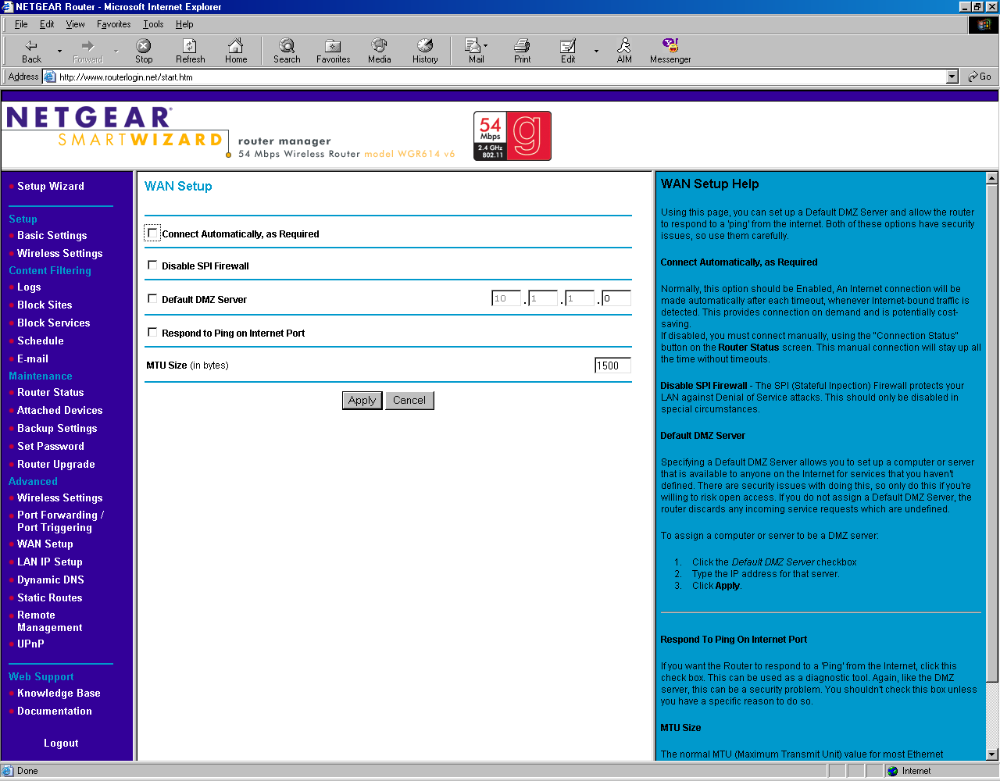 NETGEAR Router - Microsoft Internet Explorer
File Edit View Favorites Tools Help
Back Forward Stop Refresh Home Search Favorites Media History Mail Print Edit AIM Messenger
Address http://www.routerlogin.net/start.htm Go
NETGEAR
SMARTWIZARD
router manager
54 Mbps Wireless Router model WGR614 v6
54
Mbps
2.4 GHz
802.11
g
Setup Wizard
Setup
Basic Settings
Wireless Settings
Content Filtering
Logs
Block Sites
Block Services
Schedule
E-mail
Maintenance
Router Status
Attached Devices
Backup Settings
Set Password
Router Upgrade
Advanced
Wireless Settings
Port Forwarding /
Port Triggering
WAN Setup
LAN IP Setup
Dynamic DNS
Static Routes
Remote
Management
UPnP
Web Support
Knowledge Base
Documentation
Logout
WAN Setup
Connect Automatically, as Required
Disable SPI Firewall
Default DMZ Server 10 . 1 . 1 . 0
Respond to Ping on Internet Port
MTU Size (in bytes) 1500
Apply Cancel
WAN Setup Help
Using this page, you can set up a Default DMZ Server and allow the router
to respond to a 'ping' from the internet. Both of these options have security
issues, so use them carefully.
Connect Automatically, as Required
Normally, this option should be Enabled, An Internet connection will be
made automatically after each timeout, whenever Internet-bound traffic is
detected. This provides connection on demand and is potentially cost-
saving.
If disabled, you must connect manually, using the "Connection Status"
button on the Router Status screen. This manual connection will stay up all
the time without timeouts.
Disable SPI Firewall - The SPI (Stateful Inpection) Firewall protects your
LAN against Denial of Service attacks. This should only be disabled in
special circumstances.
Default DMZ Server
Specifying a Default DMZ Server allows you to set up a computer or server
that is available to anyone on the Internet for services that you haven't
defined. There are security issues with doing this, so only do this if you're
willing to risk open access. If you do not assign a Default DMZ Server, the
router discards any incoming service requests which are undefined.
To assign a computer or server to be a DMZ server:
1. Click the Default DMZ Server checkbox
2. Type the IP address for that server.
3. Click Apply.
Respond To Ping On Internet Port
If you want the Router to respond to a 'Ping' from the Internet, click this
check box. This can be used as a diagnostic tool. Again, like the DMZ
server, this can be a security problem. You shouldn't check this box unless
you have a specific reason to do so.
MTU Size
The normal MTU (Maximum Transmit Unit) value for most Ethernet
Done Internet